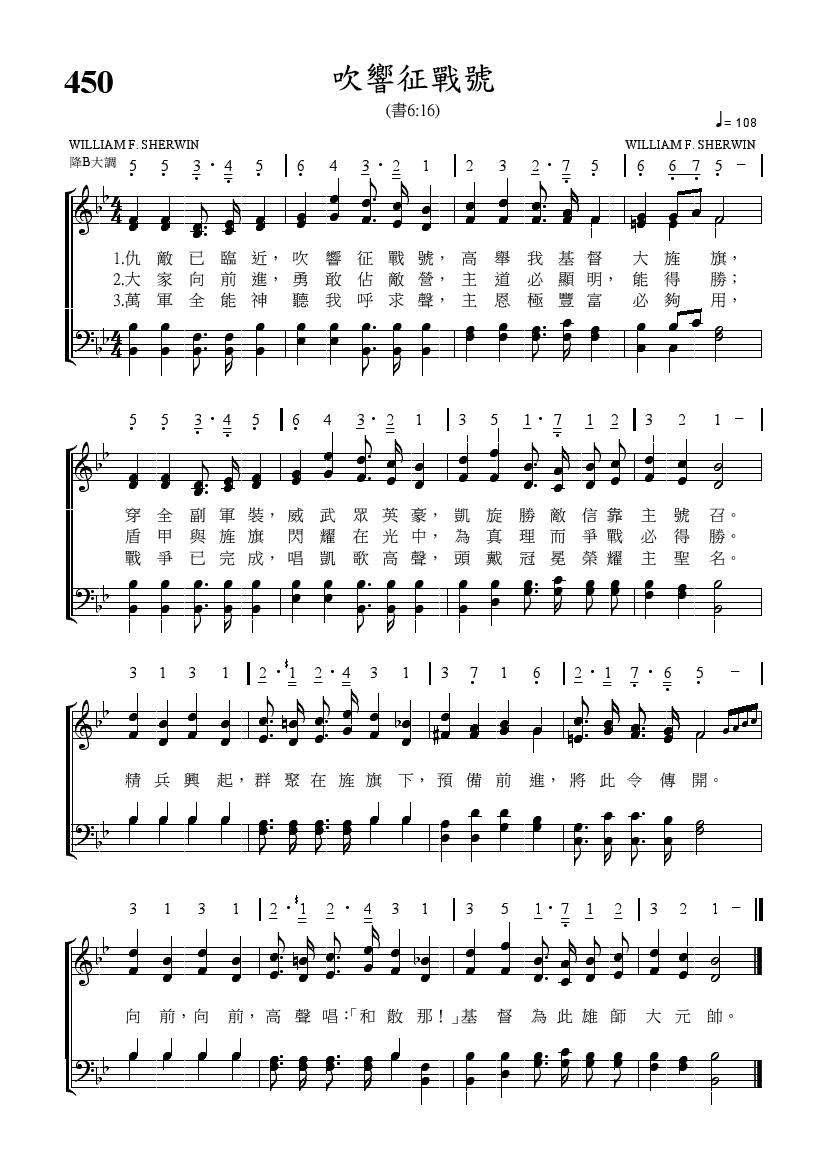 450
吹響征戰號
(書6:16)
♩= 108
WILLIAM F. SHERWIN WILLIAM F. SHERWIN
降B大調 5 5 3·4 5 | 6 4 3·2 1 | 2 3 2·7 5 | 6 6 7 5 – |
4 4
1.仇敵已臨近，吹響征戰號，高舉我基督大旌旗，
2.大家向前進，勇敢佔敵營，主道必顯明，能得勝；
3.萬軍全能神聽我呼求聲，主恩極豐富必夠用，
4 4
5 5 3·4 5 | 6 4 3·2 1 | 3 5 1·7 1 2 | 3 2 1 – |
穿全副軍裝，威武眾英豪，凱旋勝敵信靠主號召。
盾甲與旌旗閃耀在光中，為真理而爭戰必得勝。
戰爭已完成，唱凱歌高聲，頭戴冠冕榮耀主聖名。
3 1 3 1 | 2·1 2·4 3 1 | 3 7 1 6 | 2·1 7·6 5 – |
精兵興起，群聚在旌旗下，預備前進，將此令傳開。
3 1 3 1 | 2·1 2·4 3 1 | 3 5 1·7 1 2 | 3 2 1 –
向前，向前，高聲唱：「和散那！」基督為此雄師大元帥。